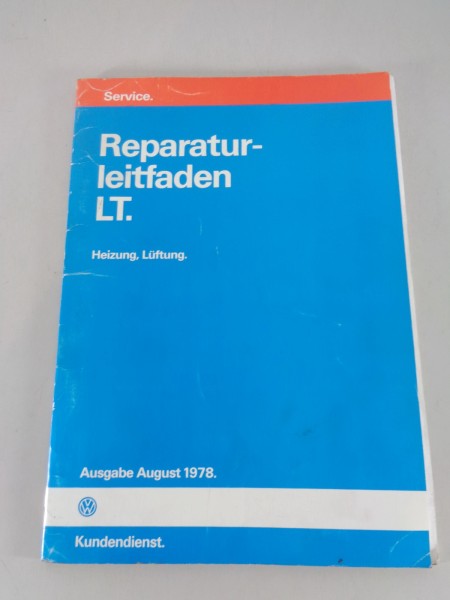 Service.
Reparatur-
leitfaden
LT.
Heizung, Lüftung.
Ausgabe August 1978.
VW
Kundendienst.